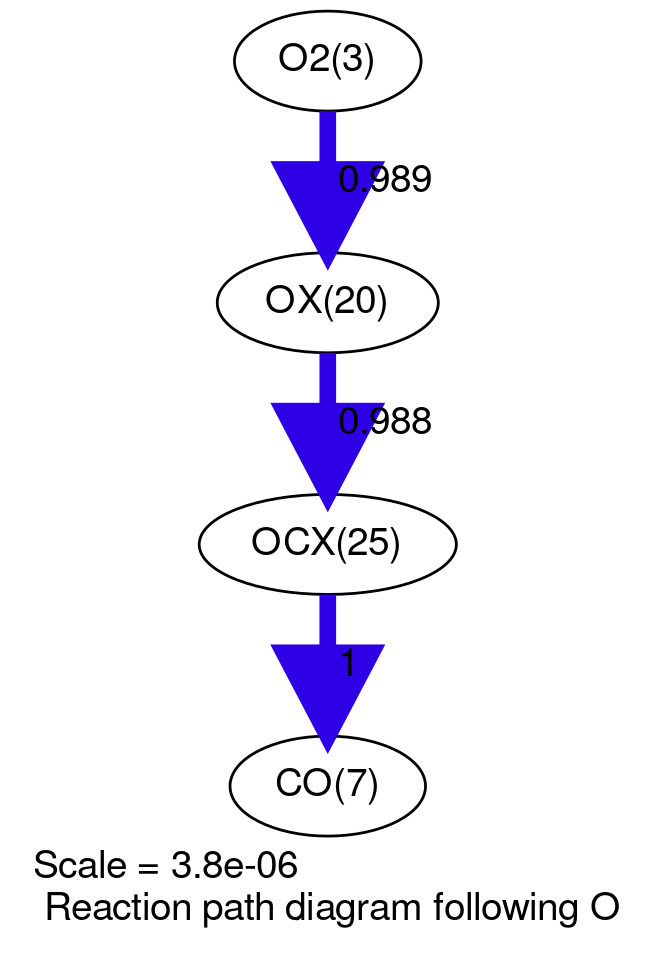 O2(3)
0.989
OX(20)
0.988
OCX(25)
1
CO(7)
Scale = 3.8e-06
Reaction path diagram following O